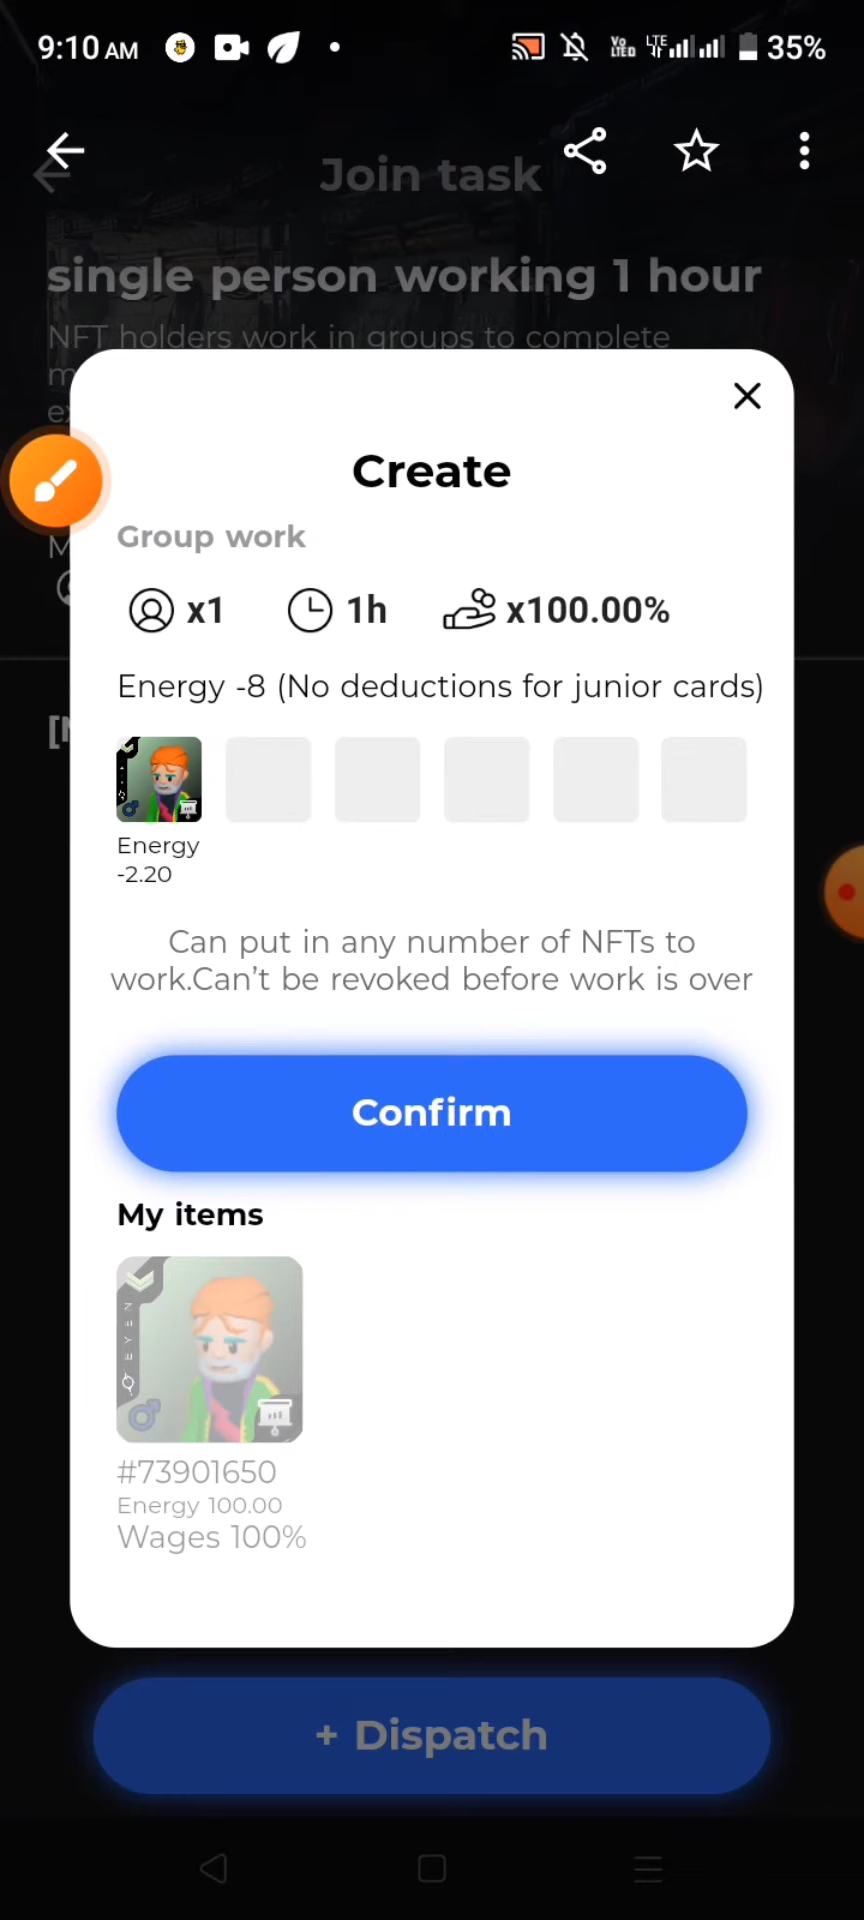 9:10 AM
Vo LTE
LTE
35%
Join task
single person working 1 hour
NFT holders work in groups to complete
Create
Group work
x1
1h
x100.00%
Energy -8 (No deductions for junior cards)
Energy
-2.20
Can put in any number of NFTs to
work.Can't be revoked before work is over
Confirm
My items
#73901650
Energy 100.00
Wages 100%
+ Dispatch